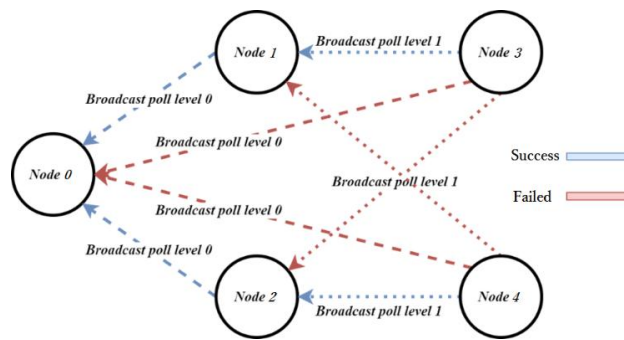 Node 1
Broadcast poll level 1
Node 3
Broadcast poll level 0
Broadcast poll level 0
Success
Node 0
Broadcast poll level 1
Failed
Broadcast poll level 0
Broadcast poll level 0
Node 2
Node 4
Broadcast poll level 1